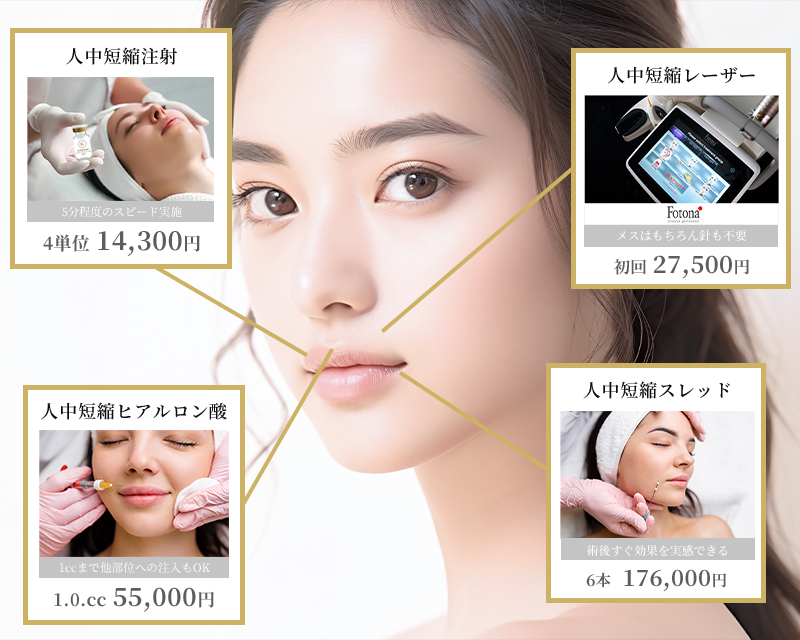 人中短縮注射
5分程度のスピード実施
4単位 14,300円
人中短縮レーザー
Fotona
メスはもちろん針も不要
初回 27,500円
人中短縮ヒアルロン酸
1ccまで他部位への注入もOK
1.0.cc 55,000円
人中短縮スレッド
術後すぐ効果を実感できる
6本 176,000円